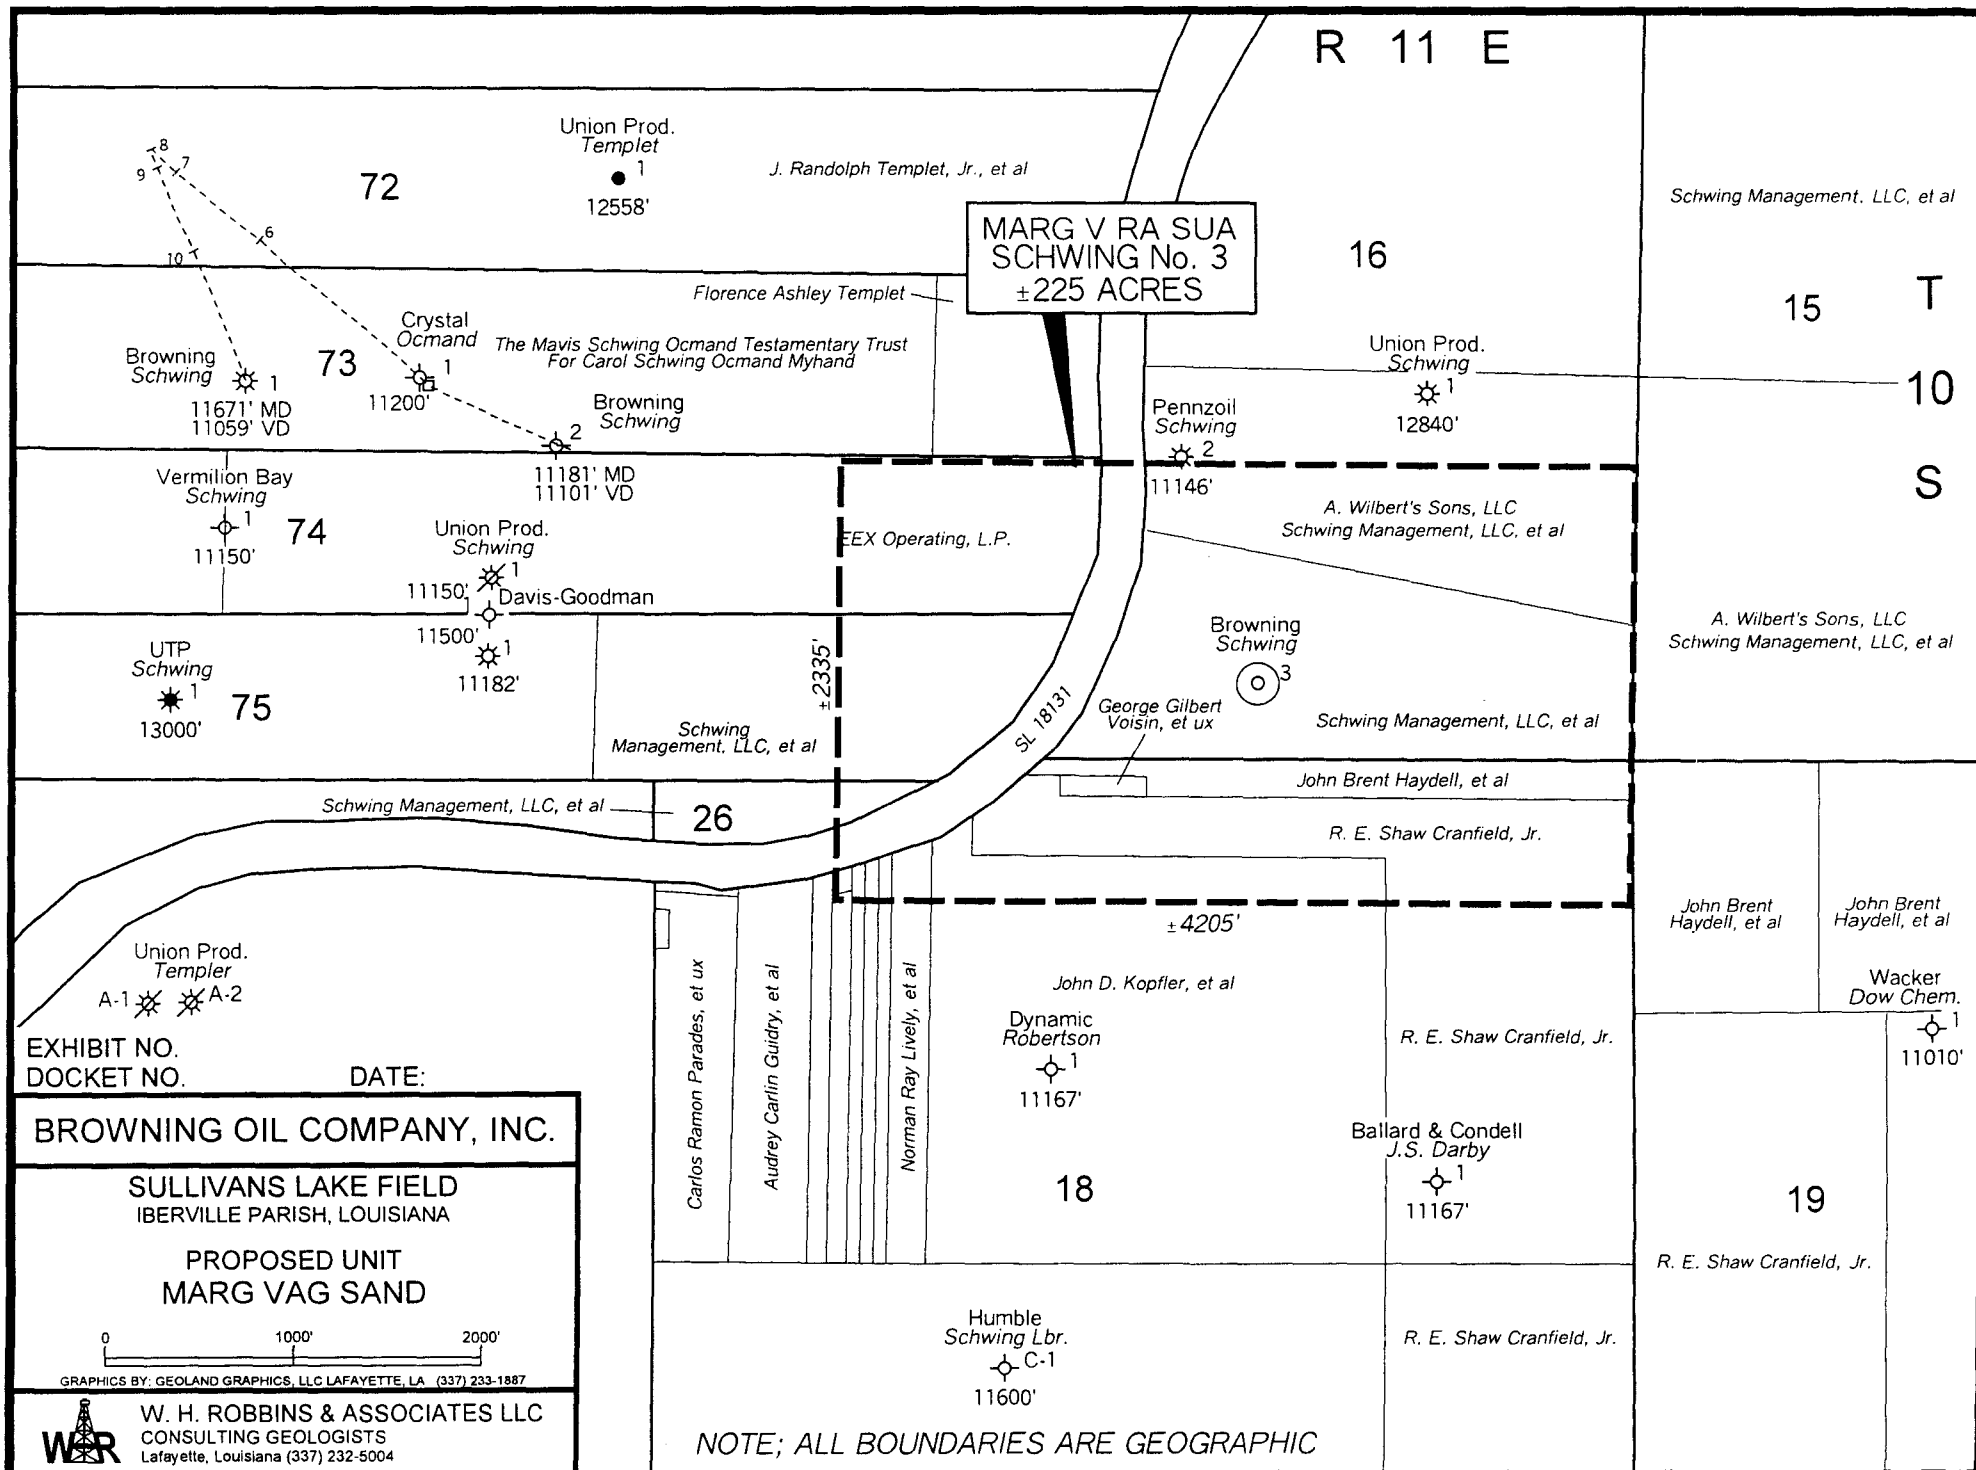 R 11 E
Union Prod.
Templet
1
12558'
J. Randolph Templet, Jr., et al
72
8
7
9
6
10
Schwing Management, LLC, et al
MARG V RA SUA
SCHWING No. 3
±225 ACRES
16
15
T
10
S
Florence Ashley Templet
Crystal
Ocmand
1
11200'
The Mavis Schwing Ocmand Testamentary Trust
For Carol Schwing Ocmand Myhand
Browning
Schwing
1
11671' MD
11059' VD
73
Browning
Schwing
2
11181' MD
11101' VD
Union Prod.
Schwing
1
12840'
Pennzoil
Schwing
2
11146'
Vermilion Bay
Schwing
1
11150'
74
Union Prod.
Schwing
1
11150'
Davis-Goodman
11500'
1
11182'
EEX Operating, L.P.
A. Wilbert's Sons, LLC
Schwing Management, LLC, et al
A. Wilbert's Sons, LLC
Schwing Management, LLC, et al
UTP
Schwing
1
13000'
75
Schwing
Management, LLC, et al
±2335'
Browning
Schwing
3
SL 18131
George Gilbert
Voisin, et ux
Schwing Management, LLC, et al
John Brent Haydell, et al
Schwing Management, LLC, et al
26
R. E. Shaw Cranfield, Jr.
±4205'
John Brent
Haydell, et al
John Brent
Haydell, et al
Union Prod.
Templer
A-1
A-2
Carlos Ramon Parades, et ux
Audrey Carlin Guidry, et al
Norman Ray Lively, et al
John D. Kopfler, et al
Dynamic
Robertson
1
11167'
R. E. Shaw Cranfield, Jr.
Wacker
Dow Chem.
1
11010'
Ballard & Condell
J.S. Darby
1
11167'
18
19
R. E. Shaw Cranfield, Jr.
Humble
Schwing Lbr.
C-1
11600'
R. E. Shaw Cranfield, Jr.
NOTE; ALL BOUNDARIES ARE GEOGRAPHIC
EXHIBIT NO.
DOCKET NO. DATE:
BROWNING OIL COMPANY, INC.
SULLIVANS LAKE FIELD
IBERVILLE PARISH, LOUISIANA
PROPOSED UNIT
MARG VAG SAND
0 1000' 2000'
GRAPHICS BY: GEOLAND GRAPHICS, LLC LAFAYETTE, LA (337) 233-1887
W R
W. H. ROBBINS & ASSOCIATES LLC
CONSULTING GEOLOGISTS
Lafayette, Louisiana (337) 232-5004